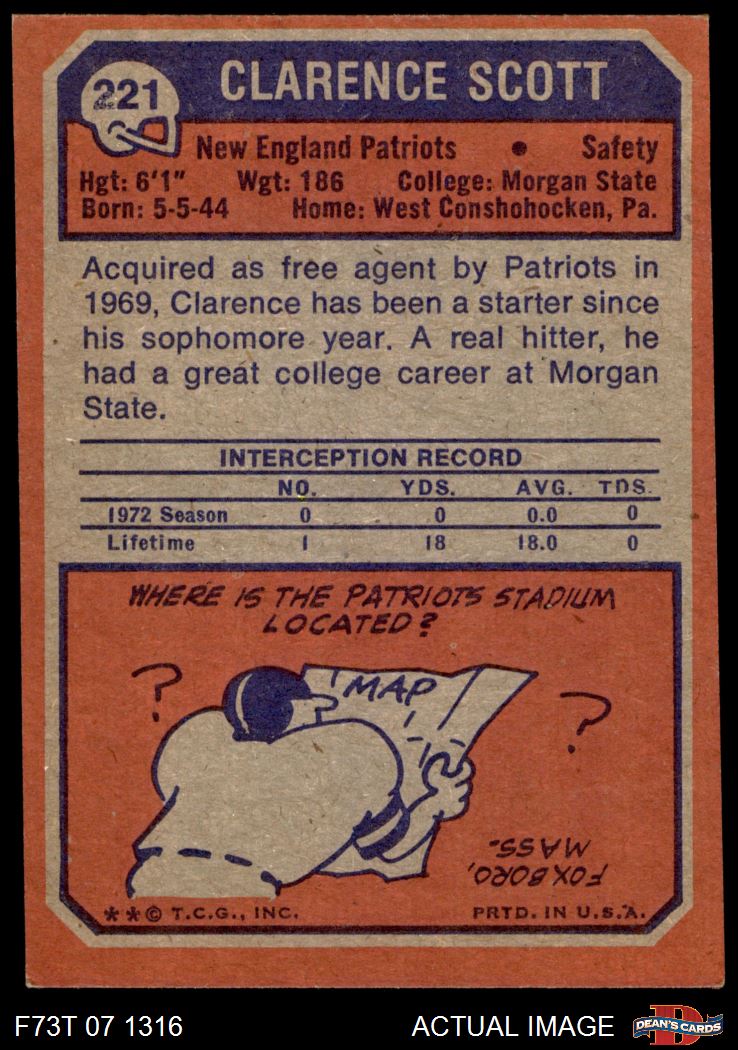 221
CLARENCE SCOTT
New England Patriots • Safety
Hgt: 6'1" Wgt: 186 College: Morgan State
Born: 5-5-44 Home: West Conshohocken, Pa.
Acquired as free agent by Patriots in
1969, Clarence has been a starter since
his sophomore year. A real hitter, he
had a great college career at Morgan
State.
INTERCEPTION RECORD
NO. YDS. AVG. TDS.
1972 Season 0 0 0.0 0
Lifetime 1 18 18.0 0
WHERE IS THE PATRIOTS STADIUM
LOCATED?
? MAP ?
FOXBORO,
MASS.
**© T.C.G., INC. PRTD. IN U.S.A.
F73T 07 1316 ACTUAL IMAGE D DEAN'S CARDS